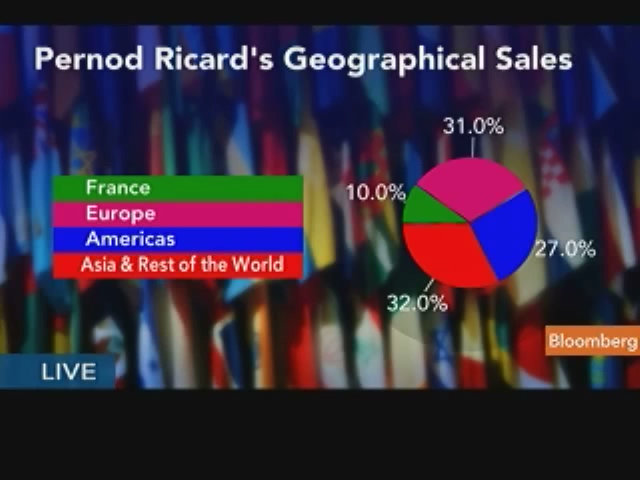 Pernod Ricard's Geographical Sales
31.0%
France
10.0%
Europe
Americas
27.0%
Asia & Rest of the World
32.0%
Bloomberg
LIVE